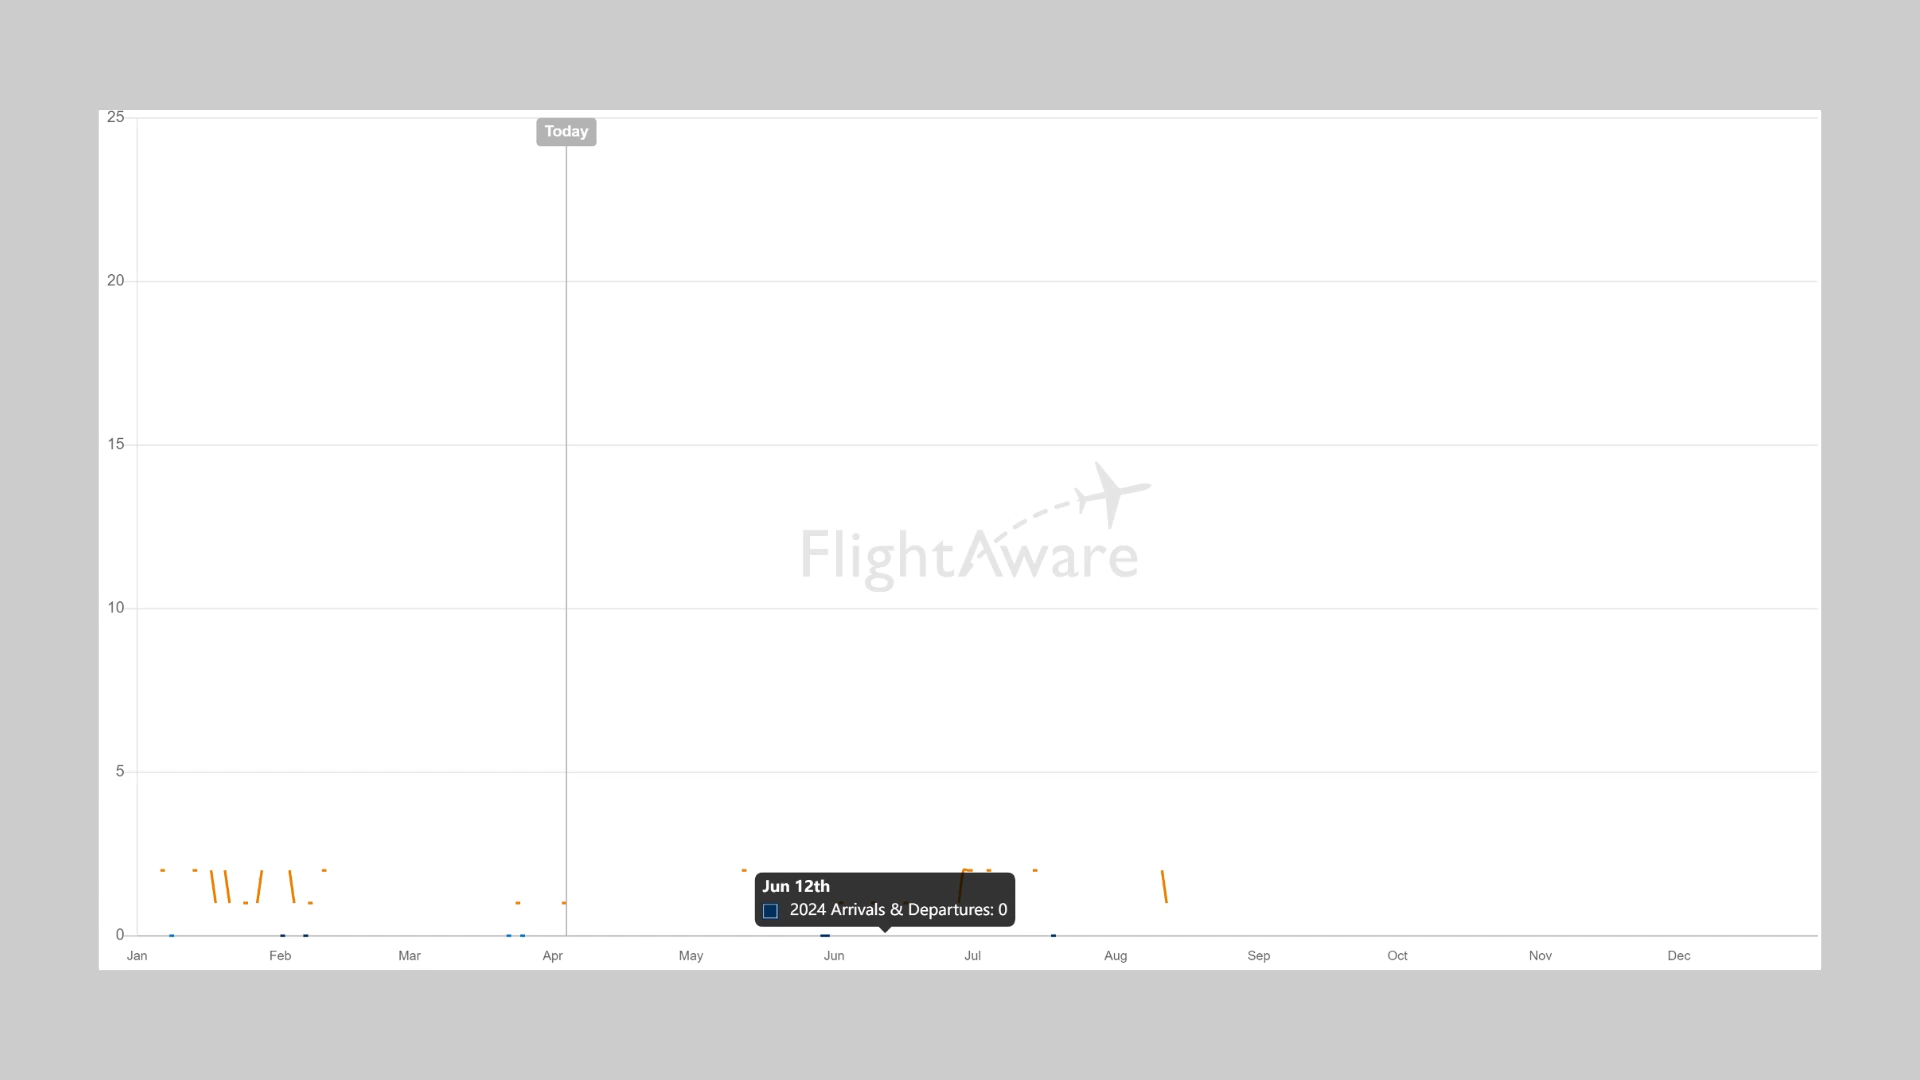 25
Today
20
15
FlightAware
10
5
Jun 12th
2024 Arrivals & Departures: 0
0
Jan Feb Mar Apr May Jun Jul Aug Sep Oct Nov Dec